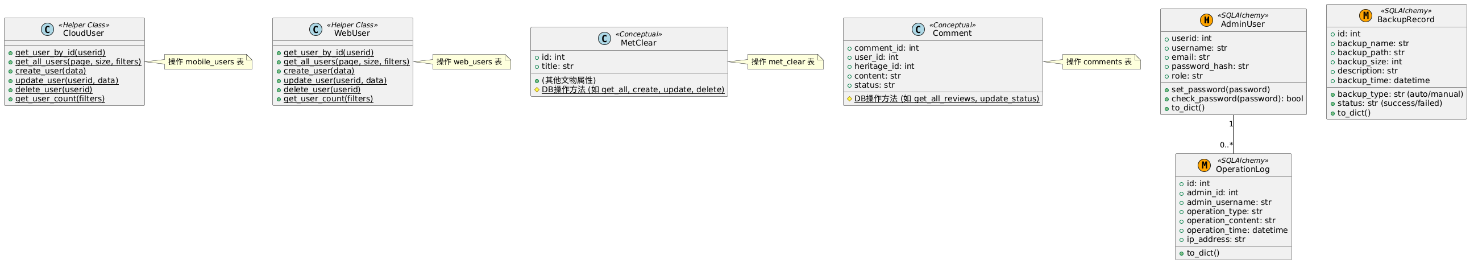 C
«Helper Class»
CloudUser
get_user_by_id(userid)
get_all_users(page, size, filters)
create_user(data)
update_user(userid, data)
delete_user(userid)
get_user_count(filters)
操作 mobile_users 表
C
«Helper Class»
WebUser
get_user_by_id(userid)
get_all_users(page, size, filters)
create_user(data)
update_user(userid, data)
delete_user(userid)
get_user_count(filters)
操作 web_users 表
C
«Conceptual»
MetClear
id: int
title: str
(其他文物属性)
DB操作方法 (如 get_all, create, update, delete)
操作 met_clear 表
C
«Conceptual»
Comment
comment_id: int
user_id: int
heritage_id: int
content: str
status: str
DB操作方法 (如 get_all_reviews, update_status)
操作 comments 表
M
«SQLAlchemy»
AdminUser
userid: int
username: str
email: str
password_hash: str
role: str
set_password(password)
check_password(password): bool
to_dict()
1
0..*
M
«SQLAlchemy»
OperationLog
id: int
admin_id: int
admin_username: str
operation_type: str
operation_content: str
operation_time: datetime
ip_address: str
to_dict()
M
«SQLAlchemy»
BackupRecord
id: int
backup_name: str
backup_path: str
backup_size: int
description: str
backup_time: datetime
backup_type: str (auto/manual)
status: str (success/failed)
to_dict()